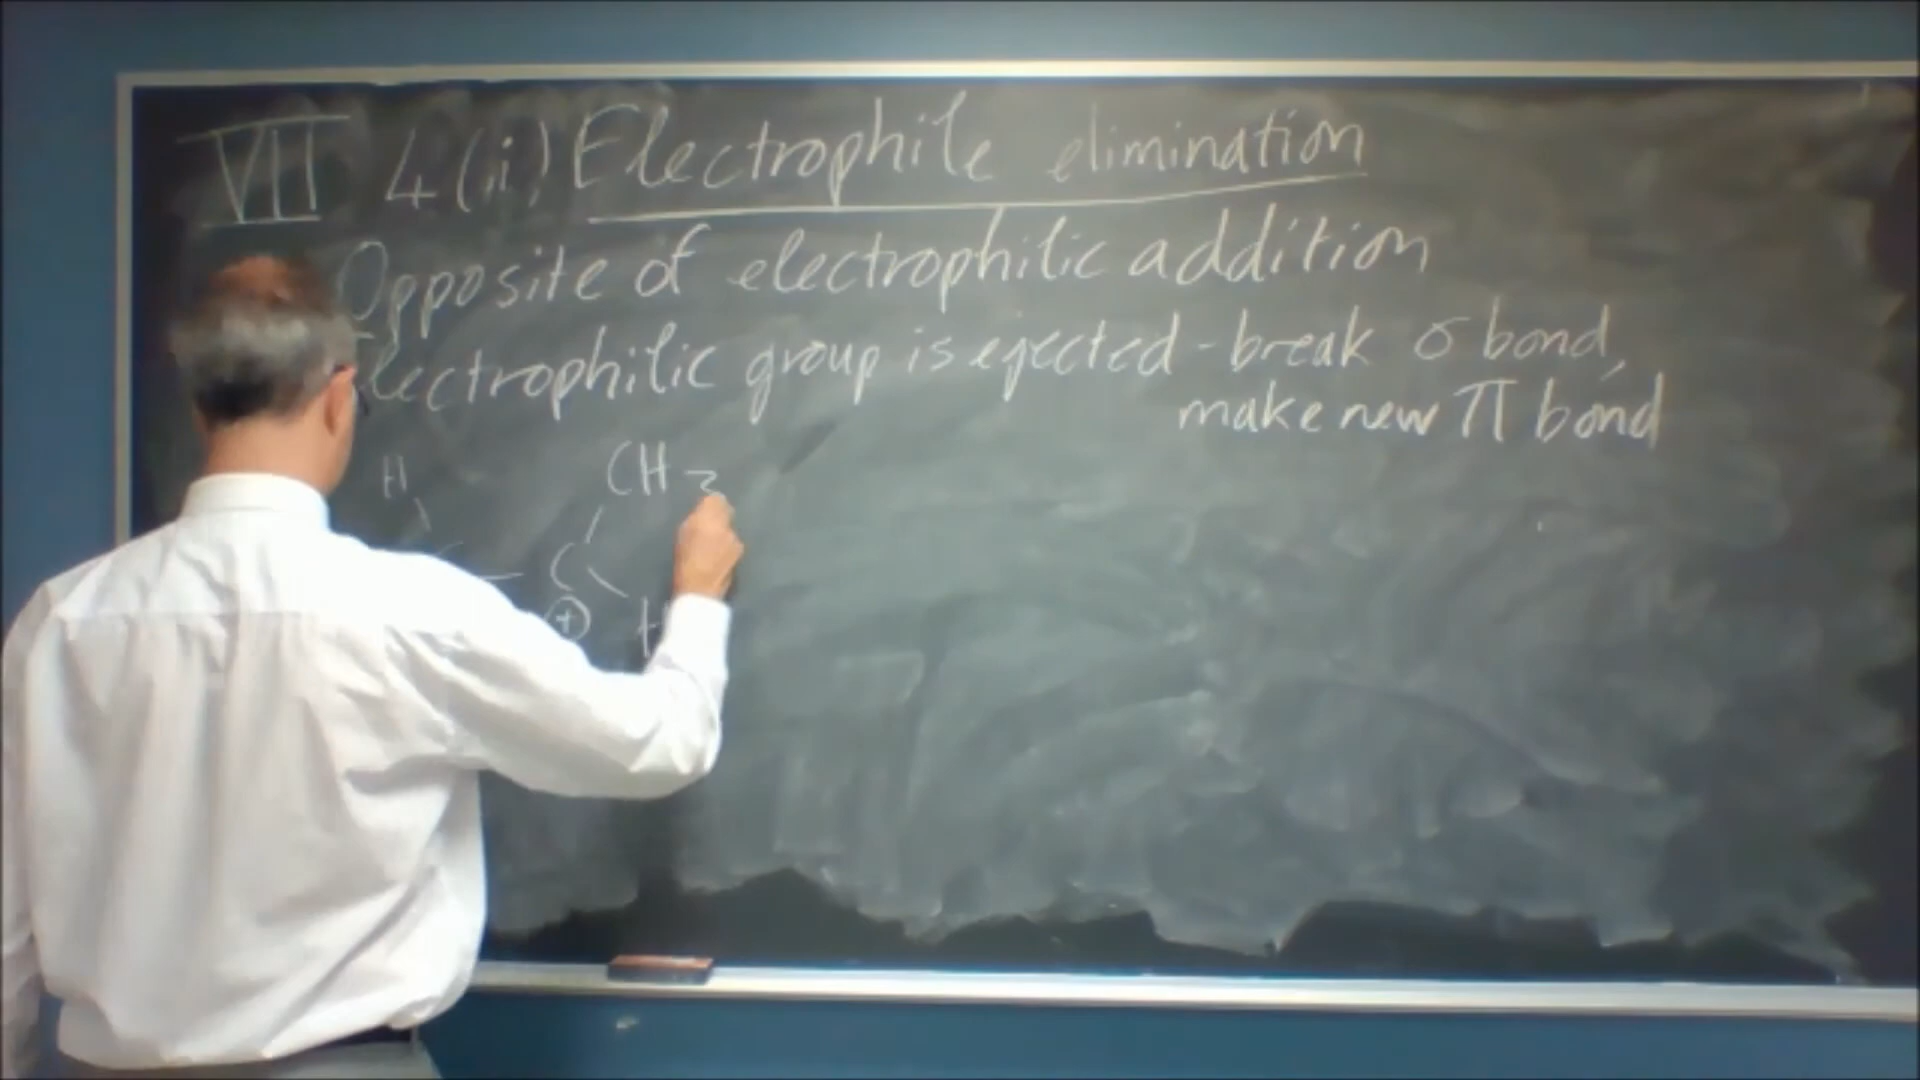 VII 4(i) Electrophile elimination
Opposite of electrophilic addition
Electrophilic group is ejected - break σ bond,
make new π bond
H CH3
C C
+ H